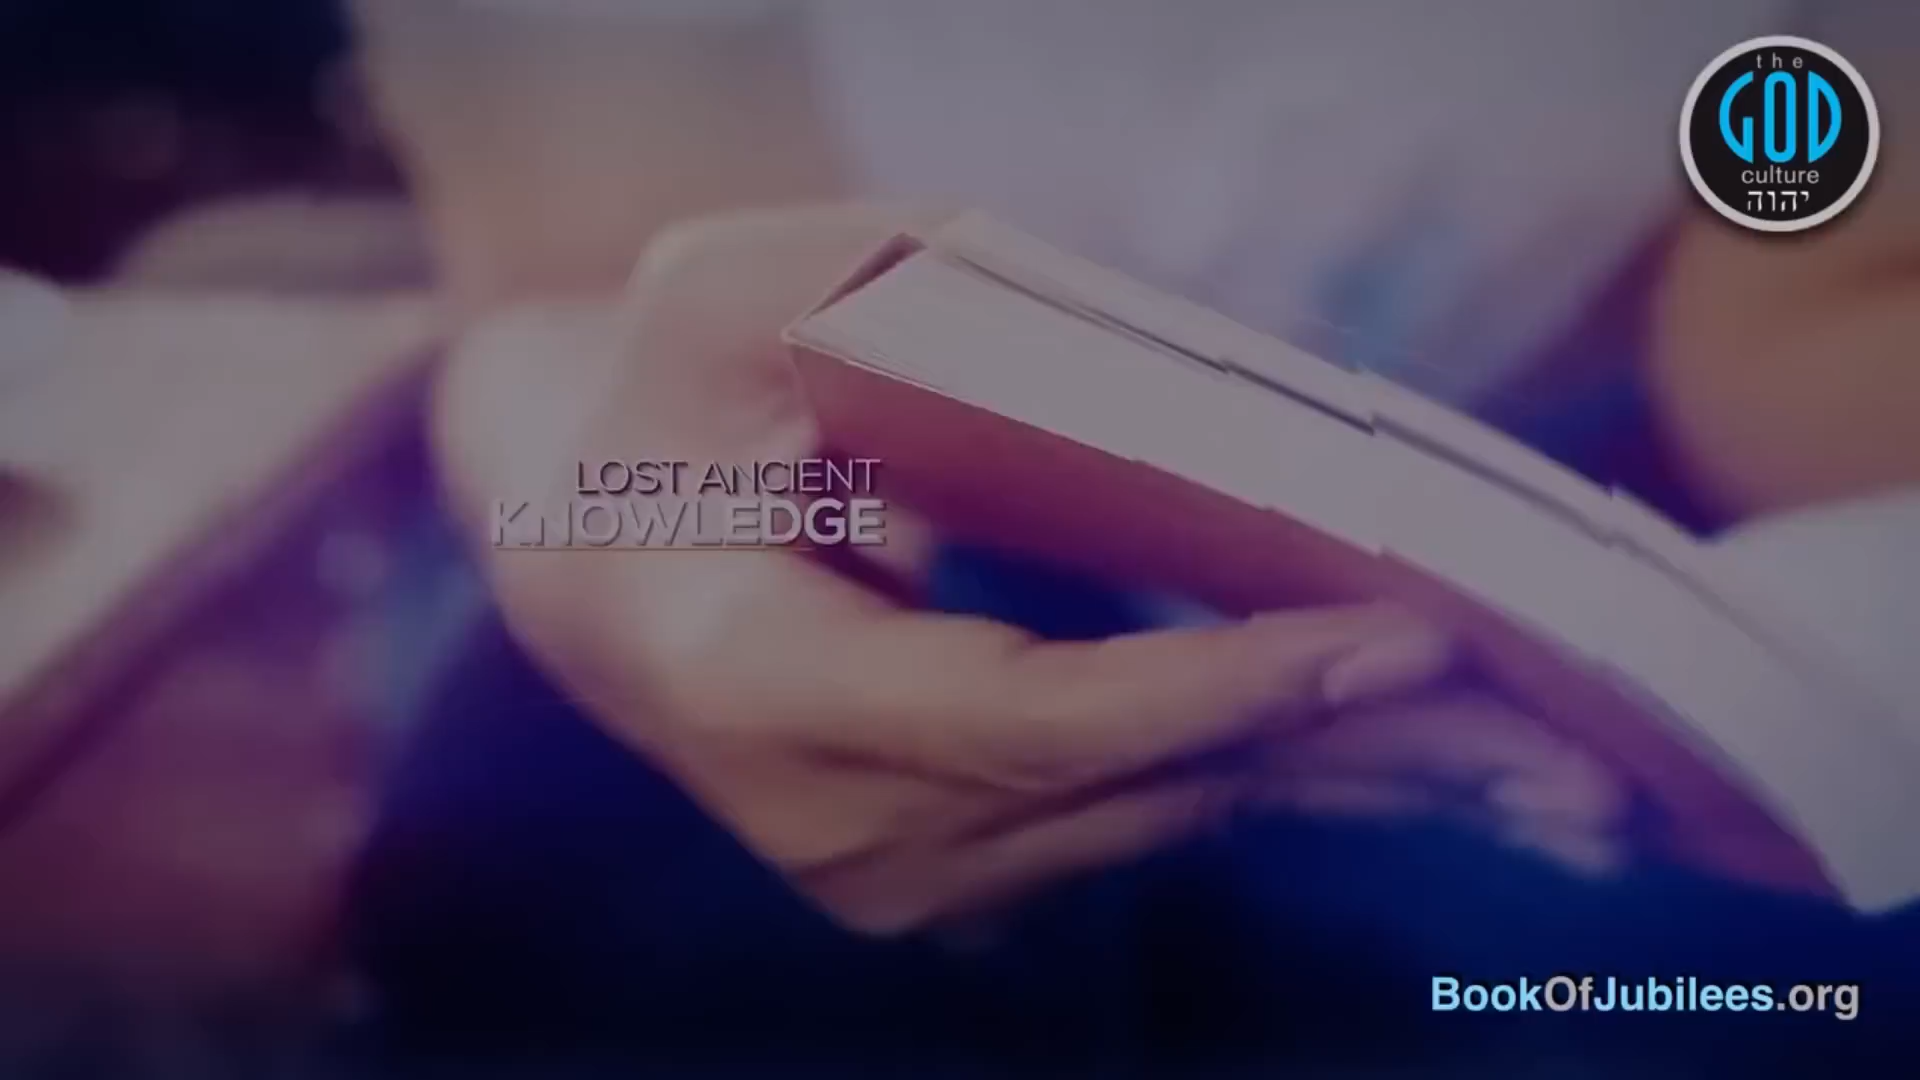 the
GOD
culture
יהוה
LOST ANCIENT
KNOWLEDGE
BookOfJubilees.org